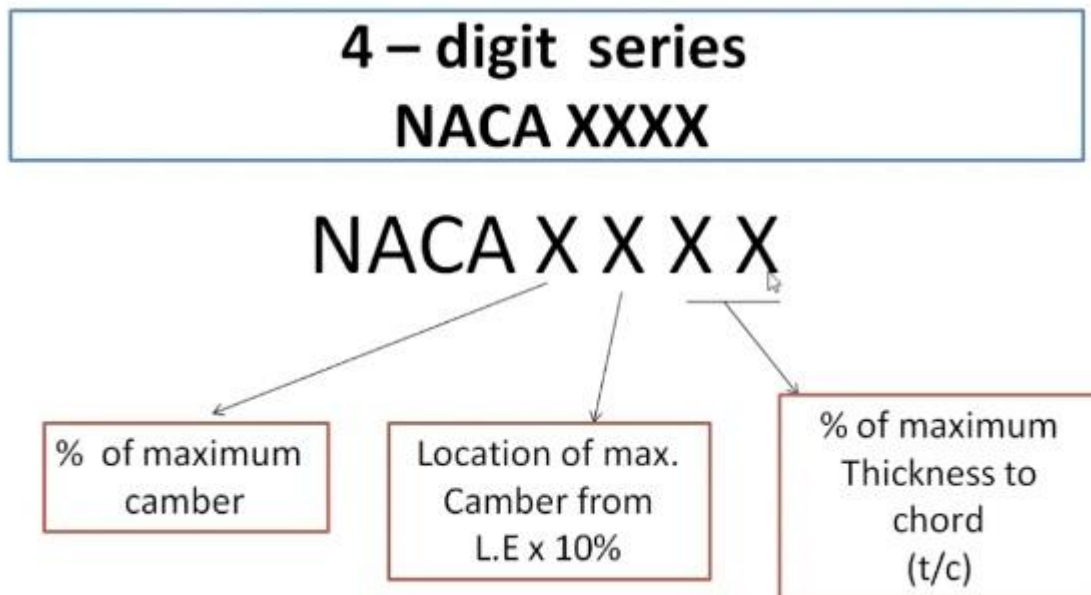 4 – digit series
NACA XXXX
NACA X X X X
% of maximum
camber
Location of max.
Camber from
L.E x 10%
% of maximum
Thickness to
chord
(t/c)